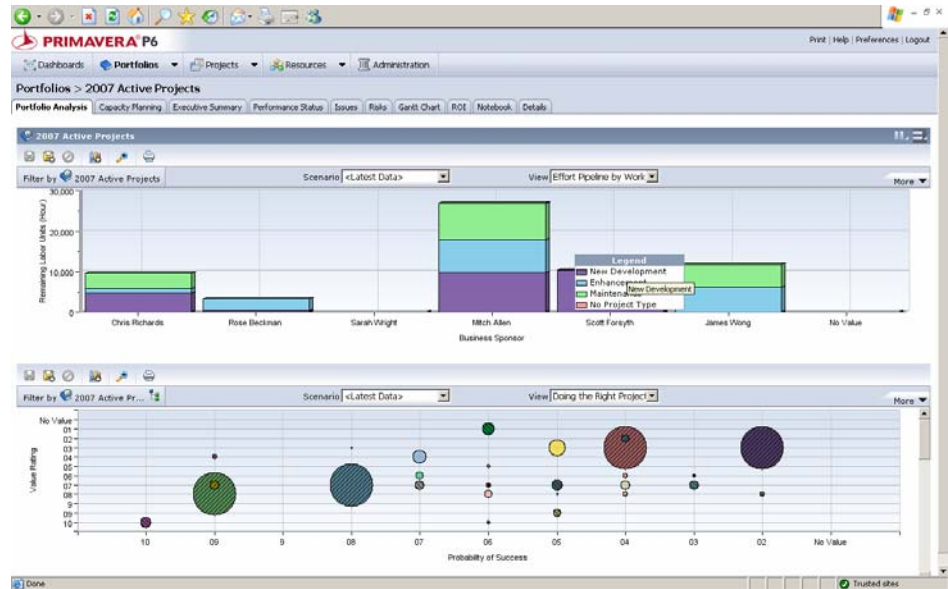 PRIMAVERA® P6
Print | Help | Preferences | Logout
Dashboards Portfolios Projects Resources Administration
Portfolios > 2007 Active Projects
Portfolio Analysis Capacity Planning Executive Summary Performance Status Issues Risks Gantt Chart ROI Notebook Details
2007 Active Projects
Filter by 2007 Active Projects Scenario <Latest Data> View Effort Pipeline by Work More
Remaining Labor Units (Hour)
30,000
20,000
10,000
0
Legend
New Development
Enhancement
Maintenance
No Project Type
New Development
Chris Richards Rose Beckman Sarah Wright Mitch Allen Scott Forsyth James Wong No Value
Business Sponsor
Filter by 2007 Active Pr... Scenario <Latest Data> View Doing the Right Project More
Value Rating
No Value
01
02
03
04
05
06
07
08
9
09
10
10 09 9 08 07 06 05 04 03 02 No Value
Probability of Success
Done Trusted sites